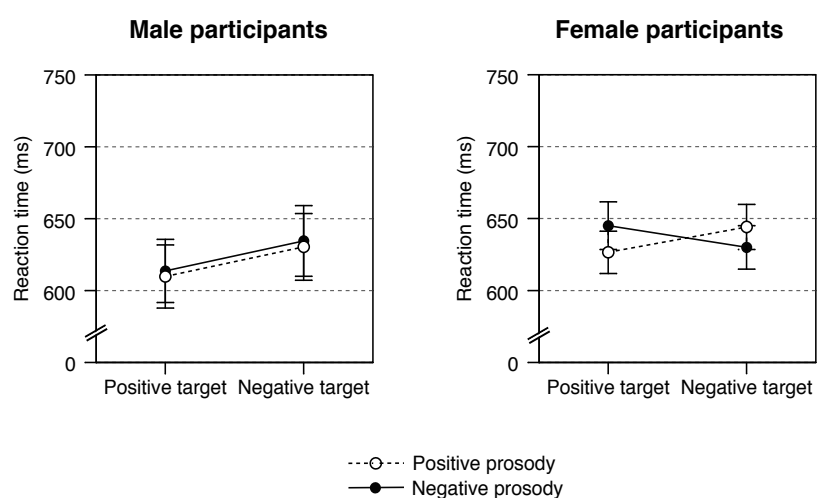 Male participants
750
700
650
600
0
Reaction time (ms)
Positive target Negative target
Female participants
750
700
650
600
0
Reaction time (ms)
Positive target Negative target
Positive prosody
Negative prosody